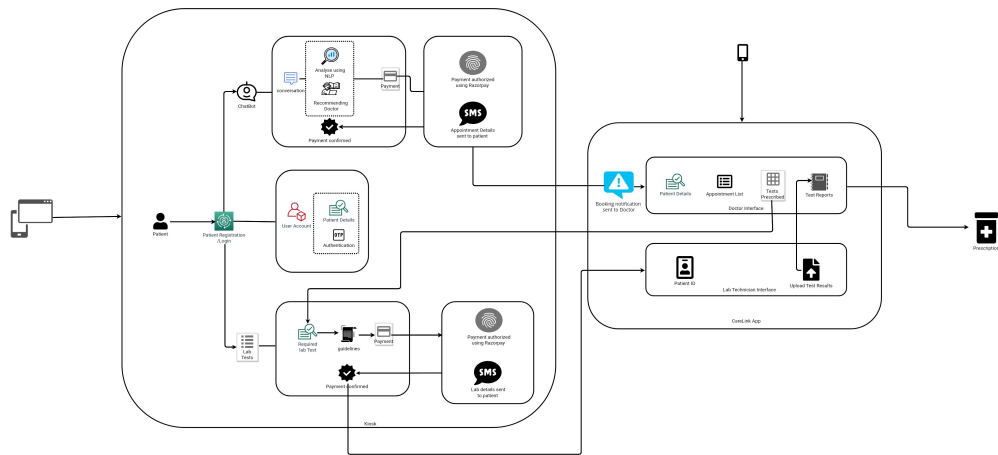 Analyse using
NLP
conversation
Recommending
Doctor
Payment
Payment confirmed
ChatBot
Payment authorized
using Razorpay
SMS
Appointment Details
sent to patient
Patient
Patient Registration
/Login
User Account
Patient Details
OTP
Authentication
Booking notification
sent to Doctor
Patient Details
Appointment List
Tests
Prescribed
Test Reports
Doctor Interface
Prescription
Patient ID
Upload Test Results
Lab Technician Interface
CareLink App
Lab
Tests
Required
lab Test
guidelines
Payment
Payment confirmed
Payment authorized
using Razorpay
SMS
Lab details sent
to patient
Kiosk